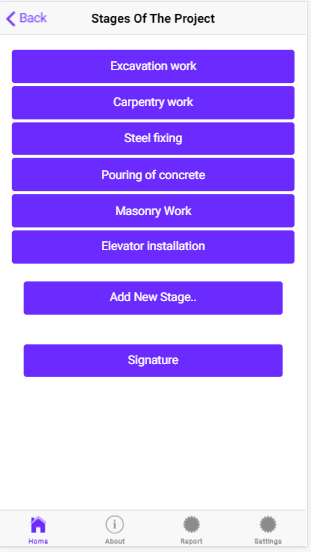 Back
Stages Of The Project
Excavation work
Carpentry work
Steel fixing
Pouring of concrete
Masonry Work
Elevator installation
Add New Stage..
Signature
Home
About
Report
Settings